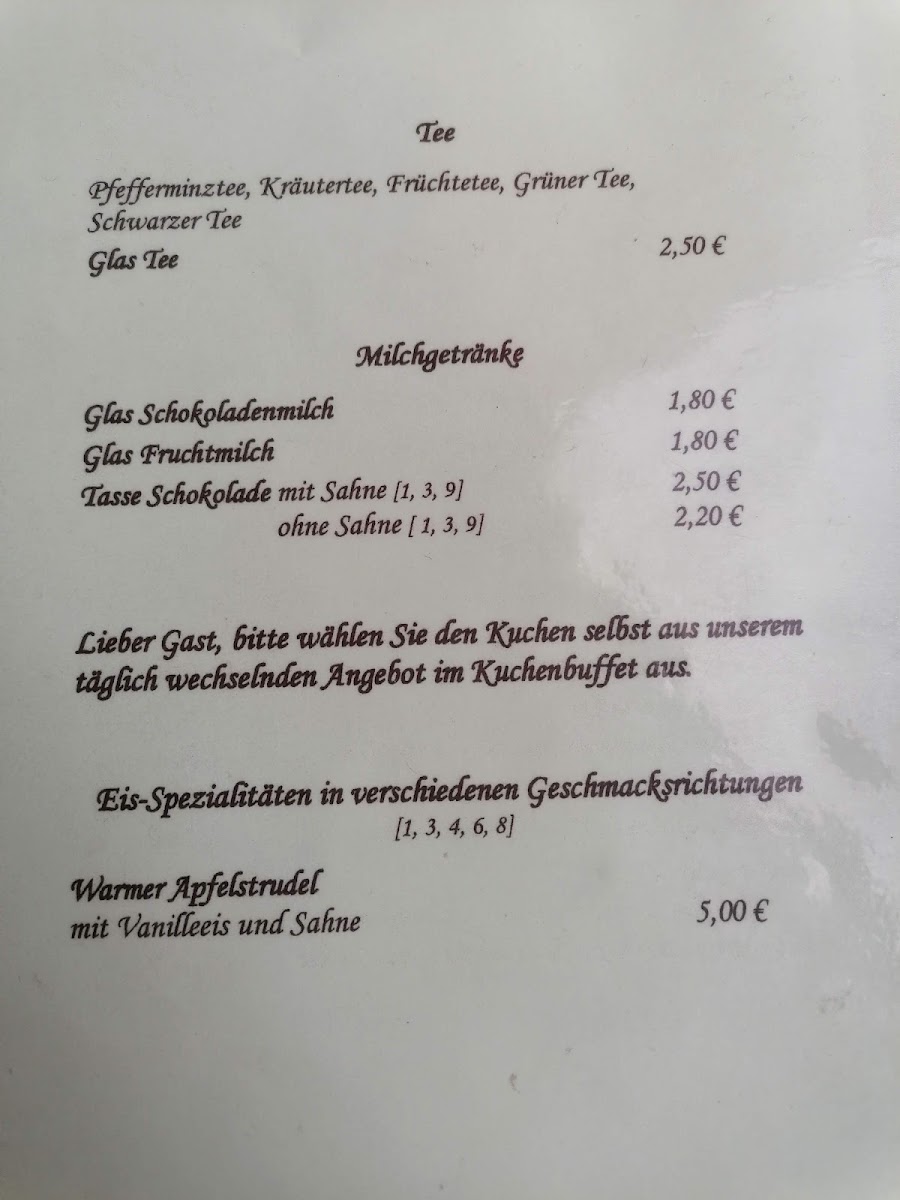 Tee
Pfefferminztee, Kräutertee, Früchtetee, Grüner Tee,
Schwarzer Tee
Glas Tee 2,50 €
Milchgetränke
Glas Schokoladenmilch 1,80 €
Glas Fruchtmilch 1,80 €
Tasse Schokolade mit Sahne [1, 3, 9] 2,50 €
ohne Sahne [ 1, 3, 9] 2,20 €
Lieber Gast, bitte wählen Sie den Kuchen selbst aus unserem
täglich wechselnden Angebot im Kuchenbuffet aus.
Eis-Spezialitäten in verschiedenen Geschmacksrichtungen
[1, 3, 4, 6, 8]
Warmer Apfelstrudel
mit Vanilleeis und Sahne 5,00 €